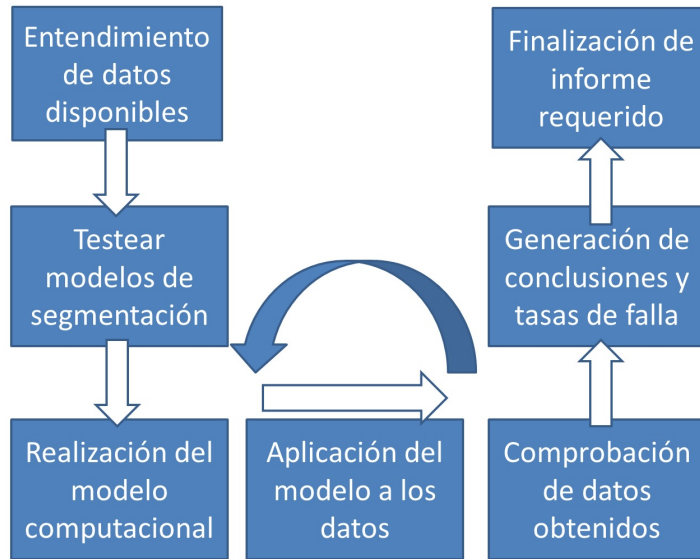 Entendimiento
de datos
disponibles
Testear
modelos de
segmentación
Realización del
modelo
computacional
Aplicación del
modelo a los
datos
Comprobación
de datos
obtenidos
Generación de
conclusiones y
tasas de falla
Finalización de
informe
requerido